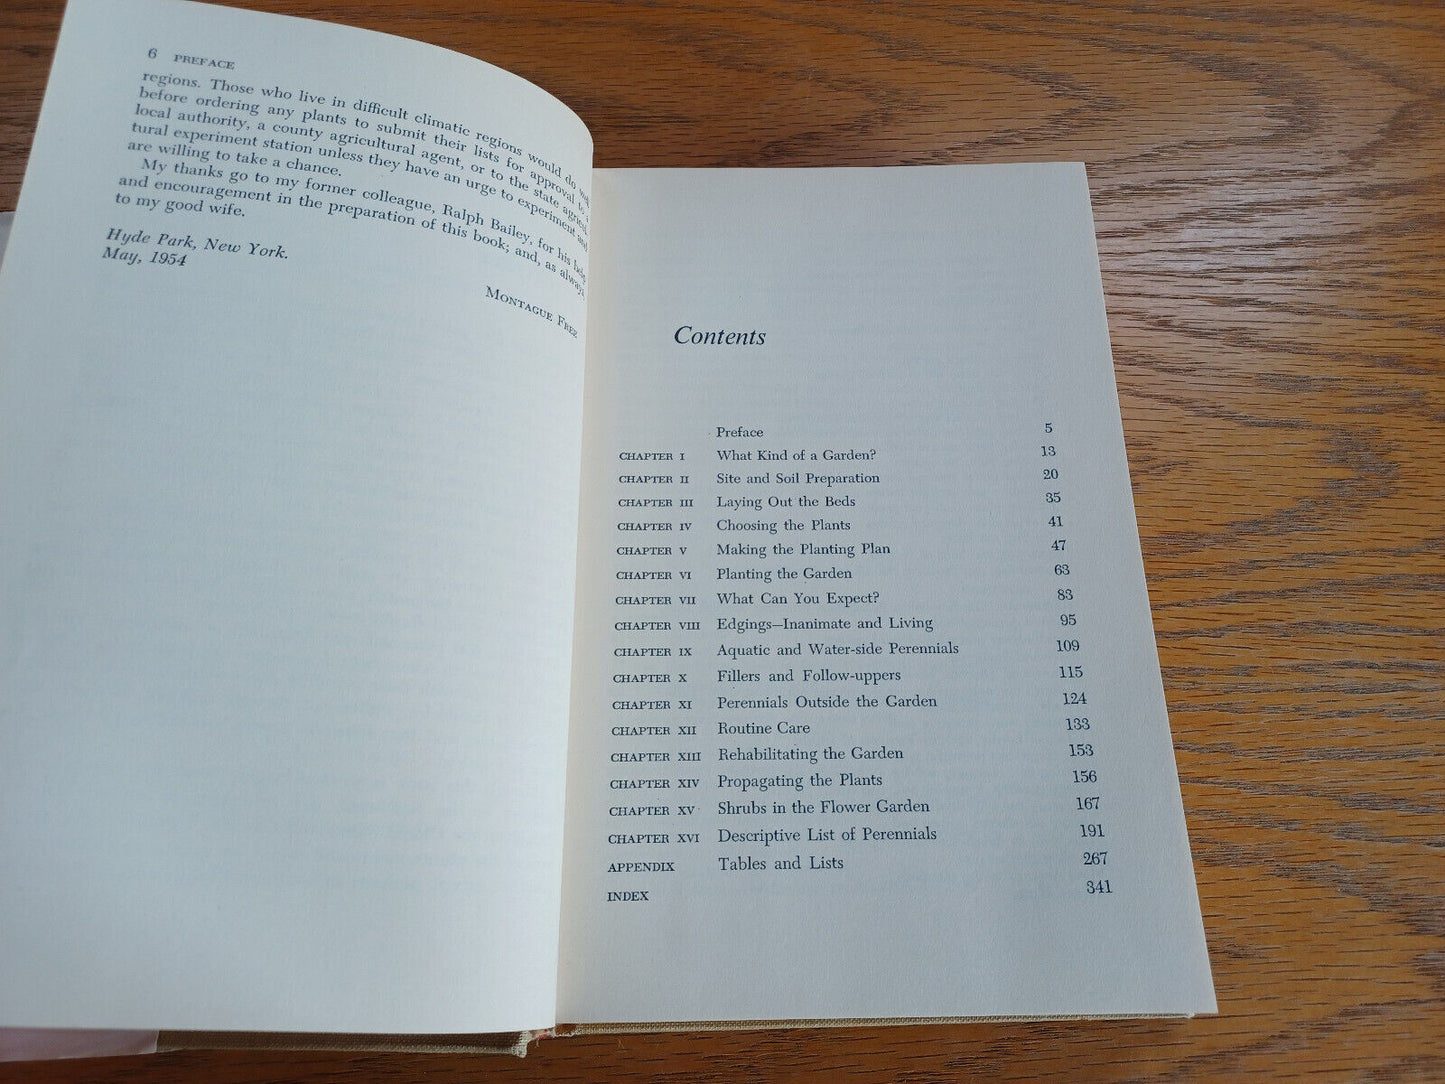 6 PREFACE
regions. Those who live in difficult climatic regions would do well
before ordering any plants to submit their lists for approval to a
local authority, a county agricultural agent, or to the state agricul-
tural experiment station unless they have an urge to experiment and
are willing to take a chance.
My thanks go to my former colleague, Ralph Bailey, for his help
and encouragement in the preparation of this book; and, as always,
to my good wife.
Hyde Park, New York.
May, 1954
MONTAGUE FREE
Contents
Preface 5
CHAPTER I What Kind of a Garden? 13
CHAPTER II Site and Soil Preparation 20
CHAPTER III Laying Out the Beds 35
CHAPTER IV Choosing the Plants 41
CHAPTER V Making the Planting Plan 47
CHAPTER VI Planting the Garden 63
CHAPTER VII What Can You Expect? 83
CHAPTER VIII Edgings—Inanimate and Living 95
CHAPTER IX Aquatic and Water-side Perennials 109
CHAPTER X Fillers and Follow-uppers 115
CHAPTER XI Perennials Outside the Garden 124
CHAPTER XII Routine Care 133
CHAPTER XIII Rehabilitating the Garden 153
CHAPTER XIV Propagating the Plants 156
CHAPTER XV Shrubs in the Flower Garden 167
CHAPTER XVI Descriptive List of Perennials 191
APPENDIX Tables and Lists 267
INDEX 341